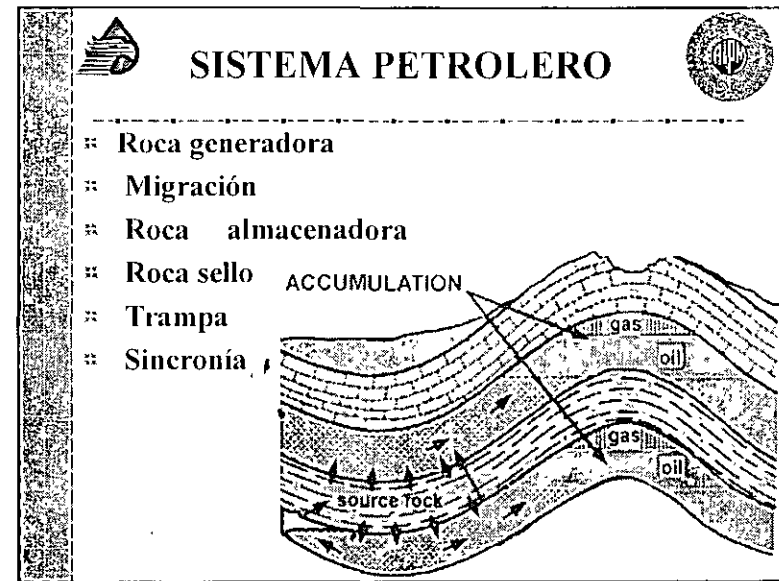 SISTEMA PETROLERO
Roca generadora
Migración
Roca almacenadora
Roca sello
Trampa
Sincronía
ACCUMULATION
gas
oil
gas
oil
source rock